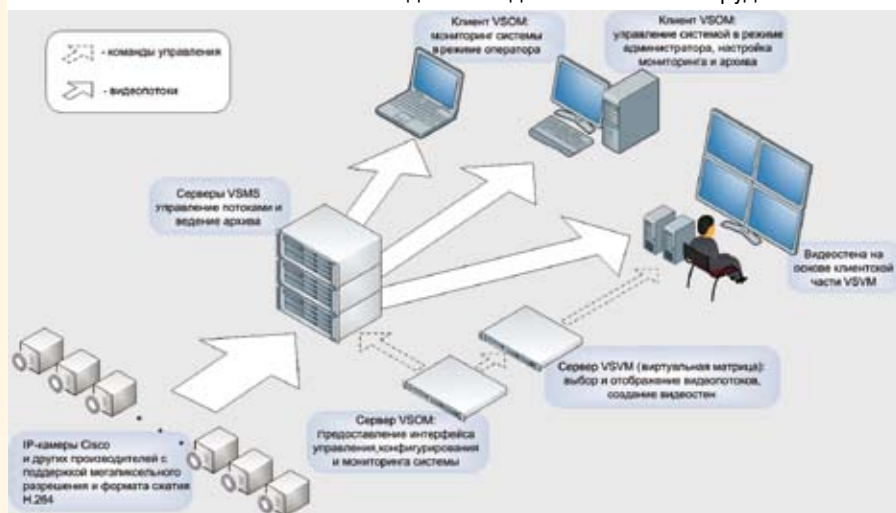 - команды управления
- видеопотоки
Клиент VSOM:
мониторинг системы
в режиме оператора
Клиент VSOM:
управление системой в режиме
администратора, настройка
мониторинга и архива
Серверы VSMS
управление потоками и
ведение архива
Видеостена на
основе клиентской
части VSVM
Сервер VSVM (виртуальная матрица):
выбор и отображение видеопотоков,
создание видеостен
Сервер VSOM:
Предоставление интерфейса
управления,конфигурирования
и мониторинга системы
IP-камеры Cisco
и других производителей с
поддержкой мегапиксельного
разрешения и формата сжатия
H.264